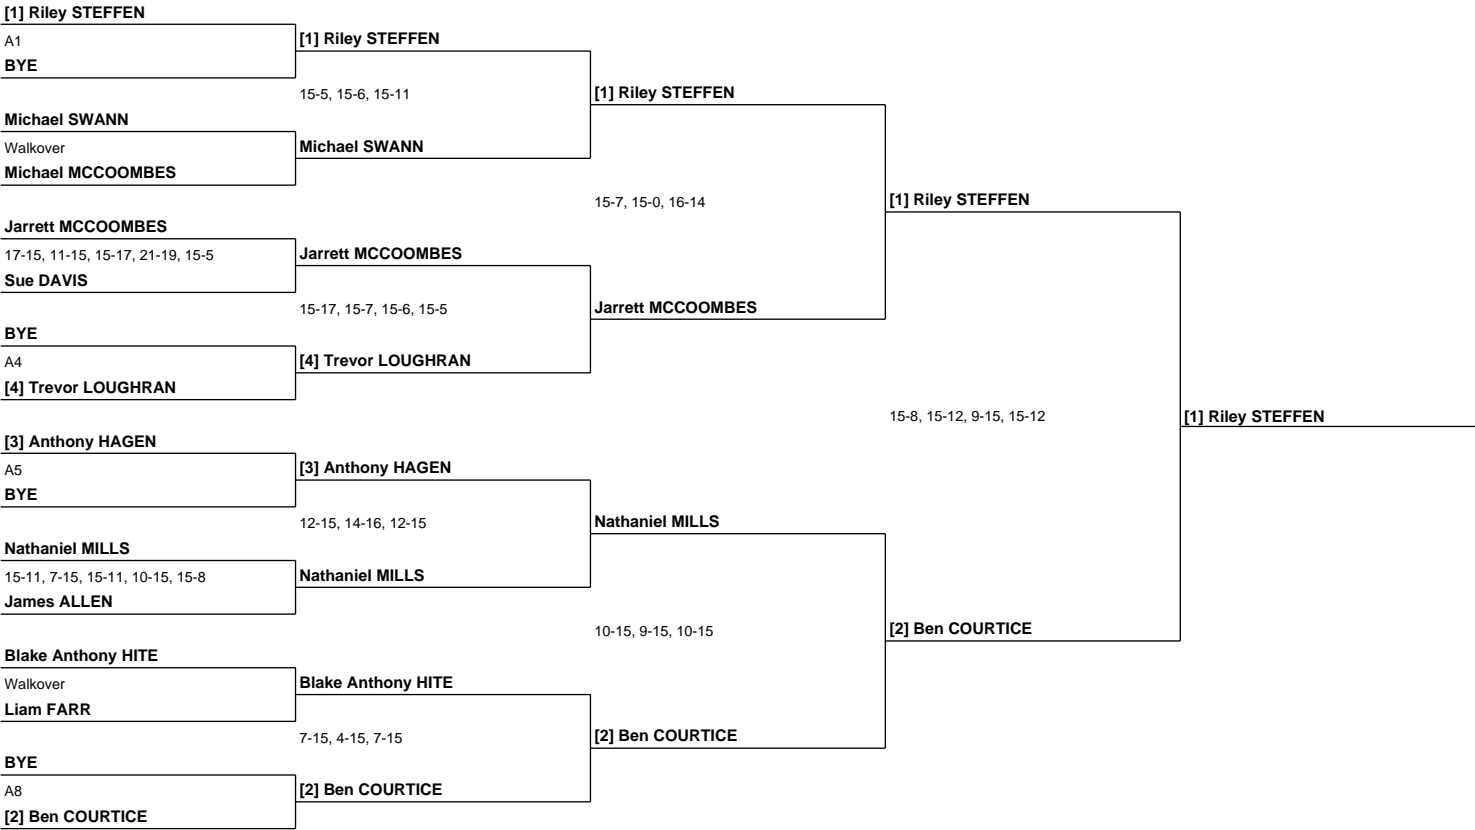 [1] Riley STEFFEN
A1
BYE
Michael SWANN
Walkover
Michael MCCOOMBES
Jarrett MCCOOMBES
17-15, 11-15, 15-17, 21-19, 15-5
Sue DAVIS
BYE
A4
[4] Trevor LOUGHRAN
[3] Anthony HAGEN
A5
BYE
Nathaniel MILLS
15-11, 7-15, 15-11, 10-15, 15-8
James ALLEN
Blake Anthony HITE
Walkover
Liam FARR
BYE
A8
[2] Ben COURTICE
[1] Riley STEFFEN
15-5, 15-6, 15-11
Michael SWANN
Jarrett MCCOOMBES
15-17, 15-7, 15-6, 15-5
[4] Trevor LOUGHRAN
[3] Anthony HAGEN
12-15, 14-16, 12-15
Nathaniel MILLS
Blake Anthony HITE
7-15, 4-15, 7-15
[2] Ben COURTICE
[1] Riley STEFFEN
15-7, 15-0, 16-14
Jarrett MCCOOMBES
Nathaniel MILLS
10-15, 9-15, 10-15
[2] Ben COURTICE
[1] Riley STEFFEN
15-8, 15-12, 9-15, 15-12
[2] Ben COURTICE
[1] Riley STEFFEN